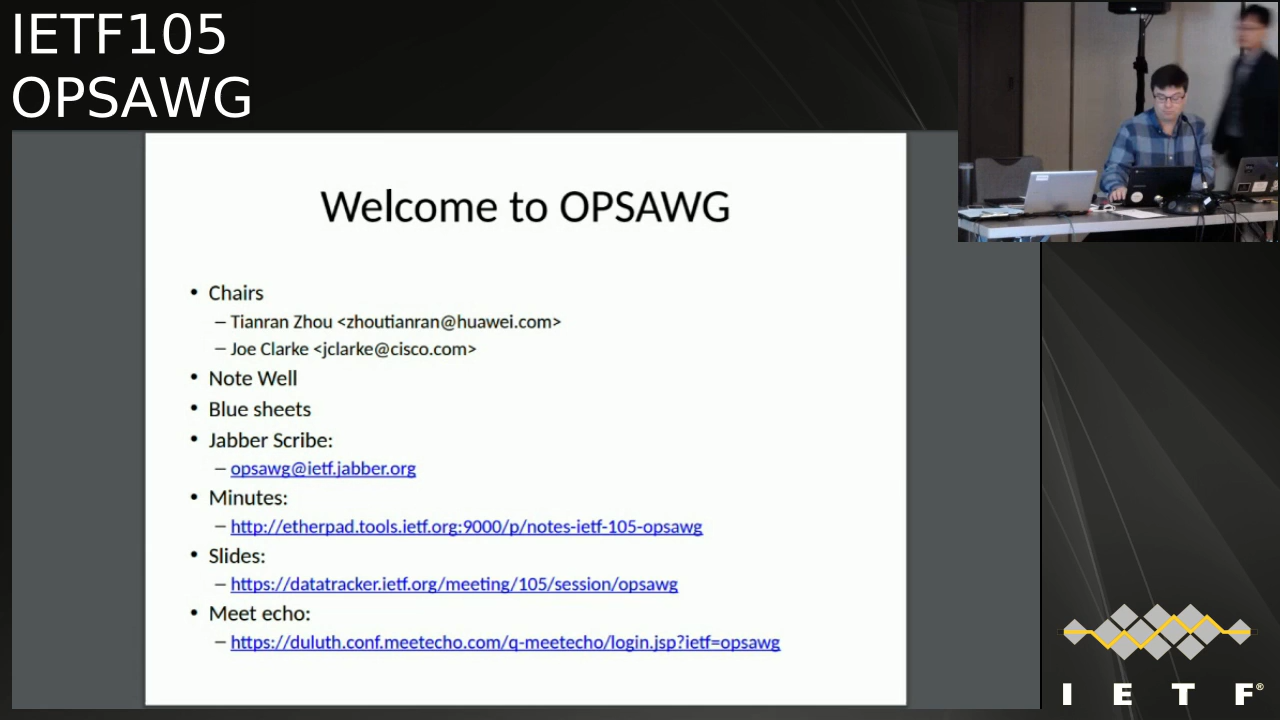 IETF105
OPSAWG
Welcome to OPSAWG
• Chairs
– Tianran Zhou <zhoutianran@huawei.com>
– Joe Clarke <jclarke@cisco.com>
• Note Well
• Blue sheets
• Jabber Scribe:
– opsawg@ietf.jabber.org
• Minutes:
– http://etherpad.tools.ietf.org:9000/p/notes-ietf-105-opsawg
• Slides:
– https://datatracker.ietf.org/meeting/105/session/opsawg
• Meet echo:
– https://duluth.conf.meetecho.com/q-meetecho/login.jsp?ietf=opsawg
I E T F®